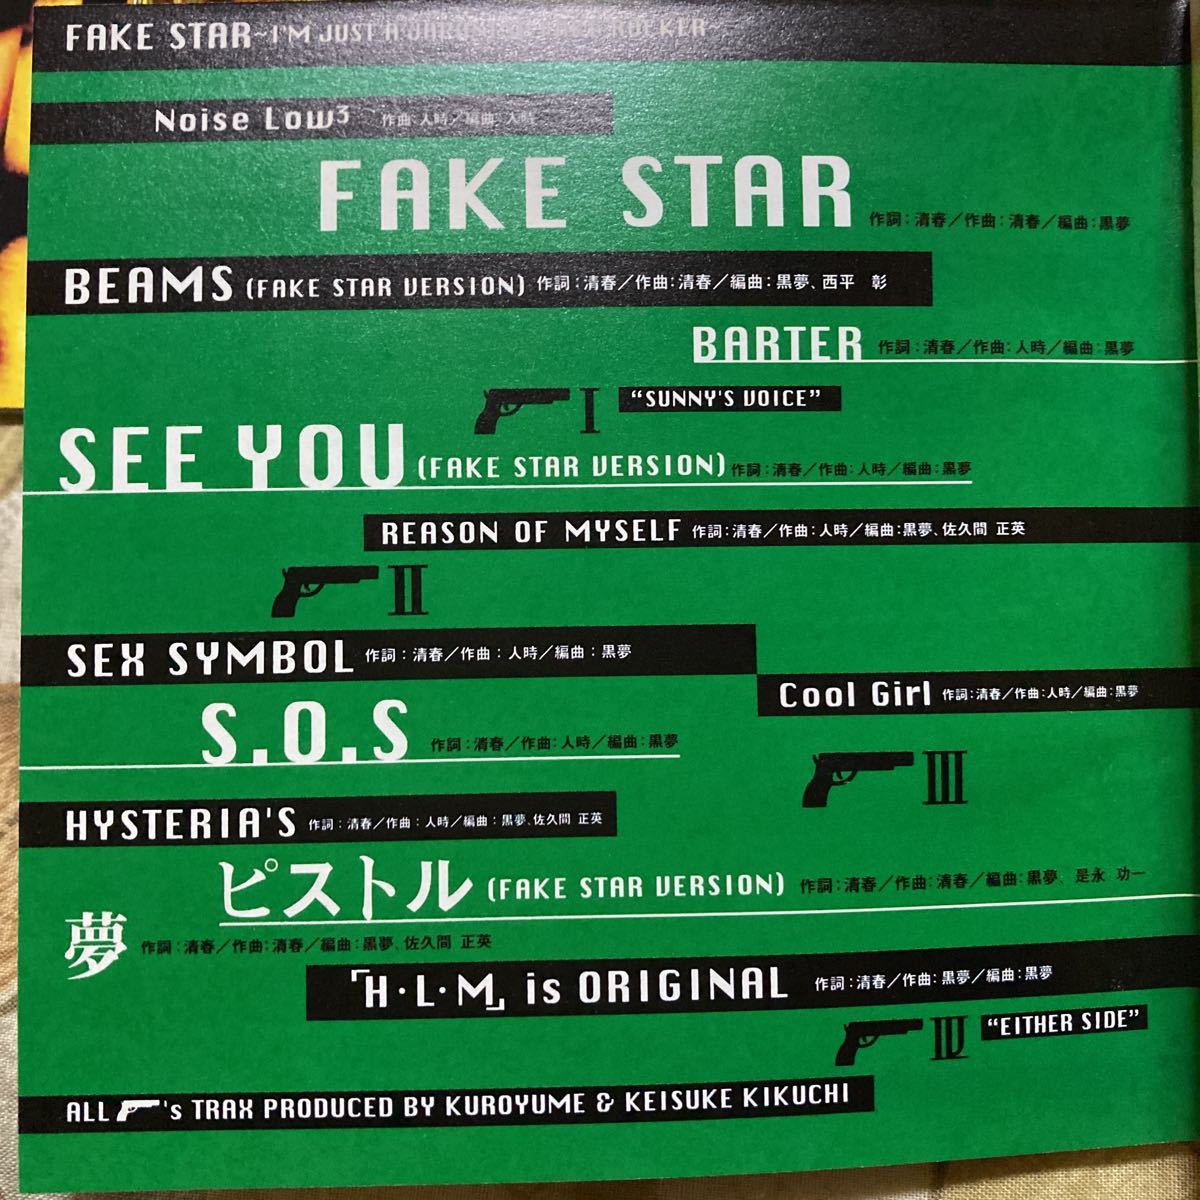 FAKE STAR~I'M JUST A ROCKER~
Noise Low³ 作曲:人時／編曲:人時
FAKE STAR 作詞:清春／作曲:清春／編曲:黒夢
BEAMS (FAKE STAR VERSION) 作詞:清春／作曲:清春／編曲:黒夢、西平 彰
BARTER 作詞:清春／作曲:人時／編曲:黒夢
I "SUNNY'S VOICE"
SEE YOU (FAKE STAR VERSION) 作詞:清春／作曲:人時／編曲:黒夢
REASON OF MYSELF 作詞:清春／作曲:人時／編曲:黒夢、佐久間 正英
II
SEX SYMBOL 作詞:清春／作曲:人時／編曲:黒夢
Cool Girl 作詞:清春／作曲:人時／編曲:黒夢
S.O.S 作詞:清春／作曲:人時／編曲:黒夢
III
HYSTERIA'S 作詞:清春／作曲:人時／編曲:黒夢、佐久間 正英
ピストル (FAKE STAR VERSION) 作詞:清春／作曲:清春／編曲:黒夢、是永 功一
夢 作詞:清春／作曲:清春／編曲:黒夢、佐久間 正英
「H・L・M」 is ORIGINAL 作詞:清春／作曲:黒夢／編曲:黒夢
IV "EITHER SIDE"
ALL 's TRAX PRODUCED BY KUROYUME & KEISUKE KIKUCHI